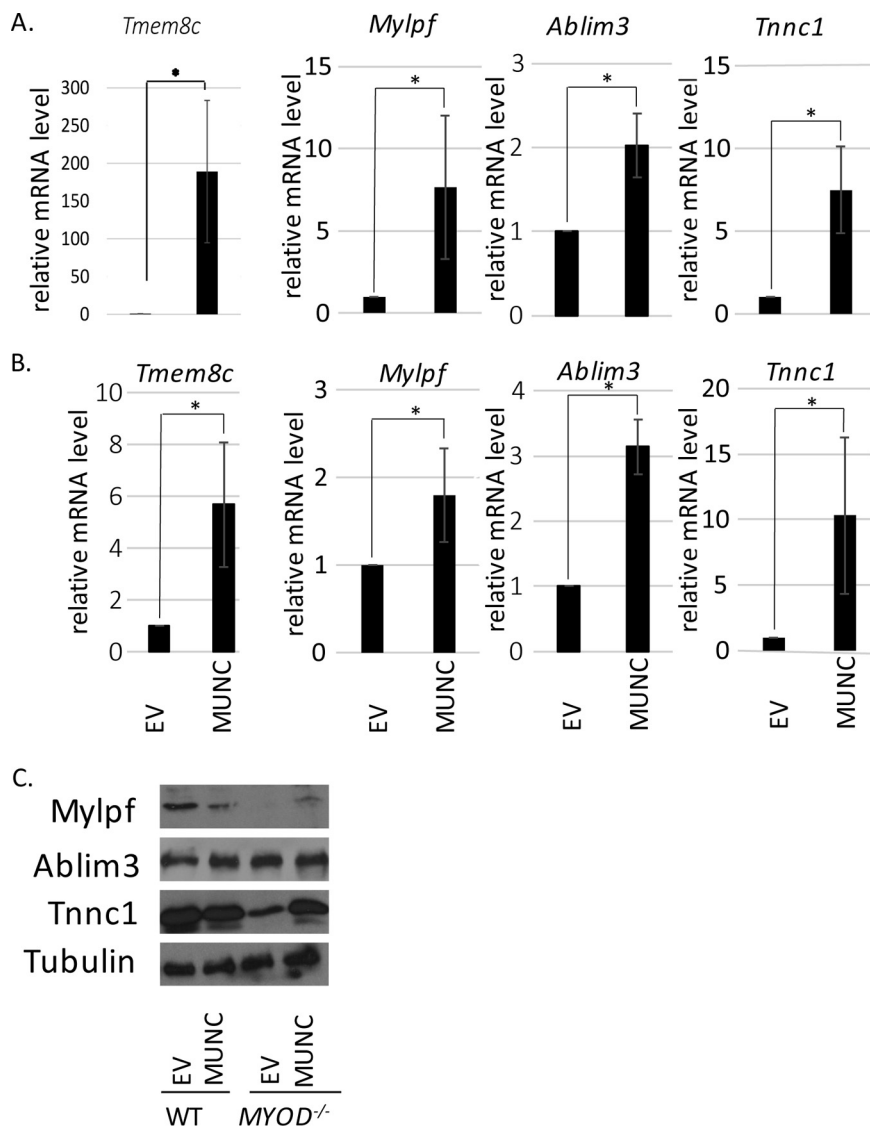 A.
Tmem8c
Mylpf
Ablim3
Tnnc1
relative mRNA level
300
250
200
150
100
50
0
*
relative mRNA level
15
10
5
0
*
relative mRNA level
3
2
1
0
*
relative mRNA level
15
10
5
0
*
B.
Tmem8c
Mylpf
Ablim3
Tnnc1
relative mRNA level
10
8
6
4
2
0
*
EV
MUNC
relative mRNA level
3
2
1
0
*
EV
MUNC
relative mRNA level
4
3
2
1
0
*
EV
MUNC
relative mRNA level
20
15
10
5
0
*
EV
MUNC
C.
Mylpf
Ablim3
Tnnc1
Tubulin
EV
MUNC
EV
MUNC
WT
MYOD-/-